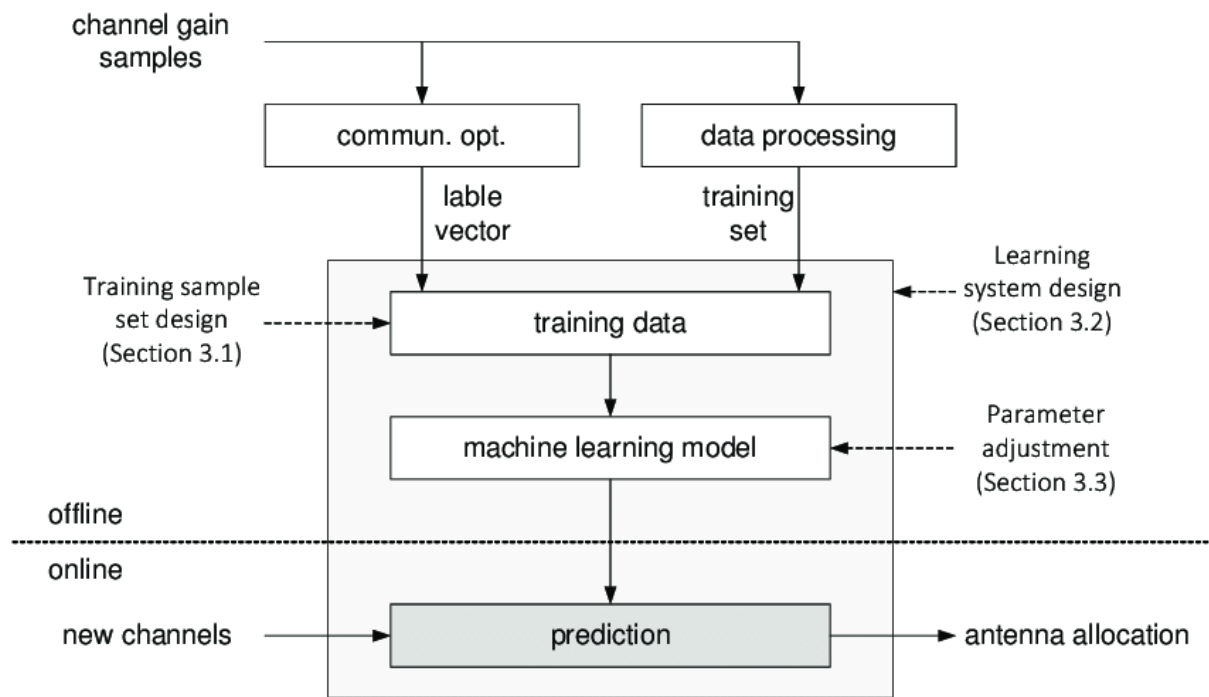 channel gain
samples
commun. opt.
data processing
lable
vector
training
set
Training sample
set design
(Section 3.1)
Learning
system design
(Section 3.2)
training data
machine learning model
Parameter
adjustment
(Section 3.3)
offline
online
new channels
prediction
antenna allocation